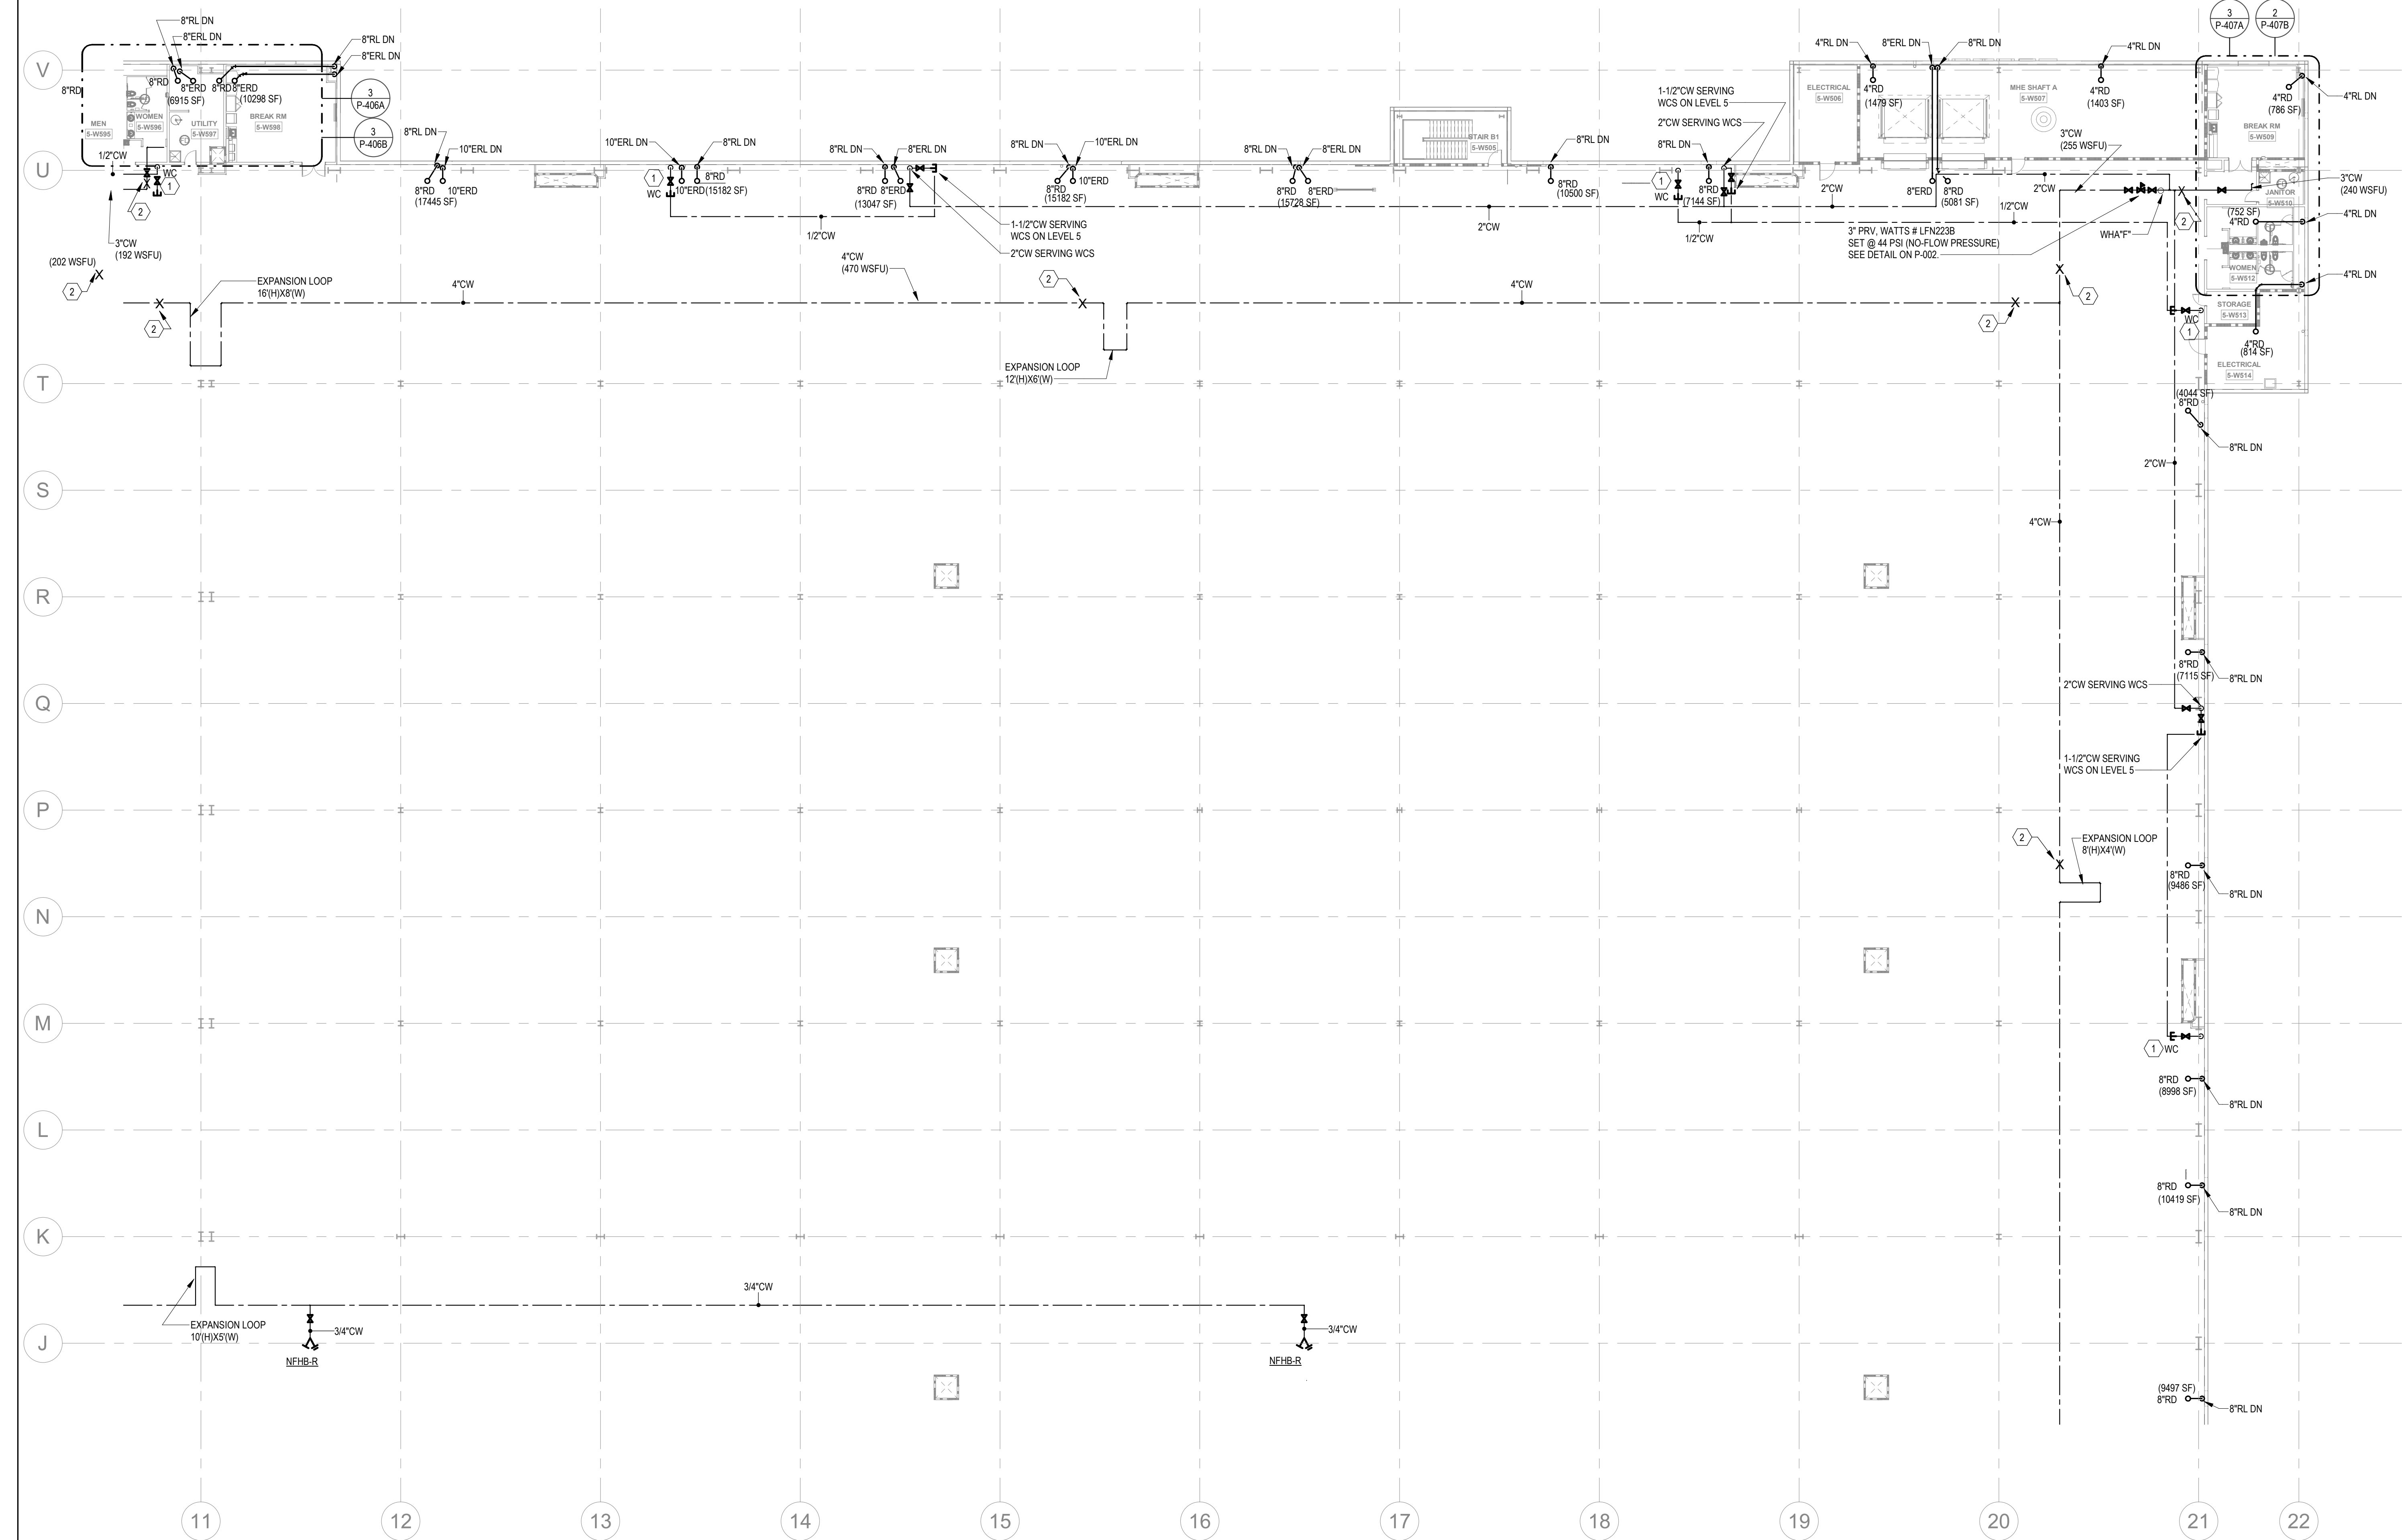 8"RL DN
8"ERL DN
8"RL DN
8"ERL DN
V
8"RD
8"RD
8"ERD
(6915 SF)
8"RD
8"ERD
(10298 SF)
3
P-406A
3
P-406B
MEN
5-W595
WOMEN
5-W596
UTILITY
5-W597
BREAK RM
5-W598
1/2"CW
WC
1
2
3"CW
(192 WSFU)
(202 WSFU)
2
2
EXPANSION LOOP
16'(H)X8'(W)
4"CW
U
8"RL DN
10"ERL DN
8"RD
(17445 SF)
10"ERD
10"ERL DN
8"RL DN
1
WC
10"ERD
8"RD
(15182 SF)
1/2"CW
8"RL DN
8"ERL DN
8"RD
8"ERD
(13047 SF)
1-1/2"CW SERVING
WCS ON LEVEL 5
2"CW SERVING WCS
4"CW
(470 WSFU)
8"RL DN
10"ERL DN
8"RD
(15182 SF)
10"ERD
2
EXPANSION LOOP
12'(H)X6'(W)
8"RL DN
8"ERL DN
8"RD
8"ERD
(15728 SF)
2"CW
4"CW
STAIR B1
5-W505
8"RL DN
8"RD
(10500 SF)
1-1/2"CW SERVING
WCS ON LEVEL 5
2"CW SERVING WCS
8"RL DN
1
WC
8"RD
(7144 SF)
1/2"CW
2"CW
4"RL DN
8"ERL DN
8"RL DN
4"RL DN
ELECTRICAL
5-W506
4"RD
(1479 SF)
MHE SHAFT A
5-W507
4"RD
(1403 SF)
3"CW
(255 WSFU)
8"ERD
8"RD
(5081 SF)
2"CW
2"CW
1/2"CW
3" PRV, WATTS # LFN223B
SET @ 44 PSI (NO-FLOW PRESSURE)
SEE DETAIL ON P-002.
WHA"F"
2
2
2
3
P-407A
2
P-407B
4"RD
(786 SF)
4"RL DN
BREAK RM
5-W509
3"CW
(240 WSFU)
JANITOR
5-W510
(752 SF)
4"RD
4"RL DN
WOMEN
5-W512
4"RL DN
STORAGE
5-W513
WC
1
4"RD
(814 SF)
ELECTRICAL
5-W514
T
(4044 SF)
8"RD
8"RL DN
2"CW
S
4"CW
R
8"RD
(7115 SF)
8"RL DN
2"CW SERVING WCS
Q
1-1/2"CW SERVING
WCS ON LEVEL 5
P
2
EXPANSION LOOP
8'(H)X4'(W)
8"RD
(9486 SF)
8"RL DN
N
M
1
WC
8"RD
(8998 SF)
8"RL DN
L
8"RD
(10419 SF)
8"RL DN
K
3/4"CW
EXPANSION LOOP
10'(H)X5'(W)
3/4"CW
3/4"CW
J
NFHB-R
NFHB-R
(9497 SF)
8"RD
8"RL DN
11
12
13
14
15
16
17
18
19
20
21
22